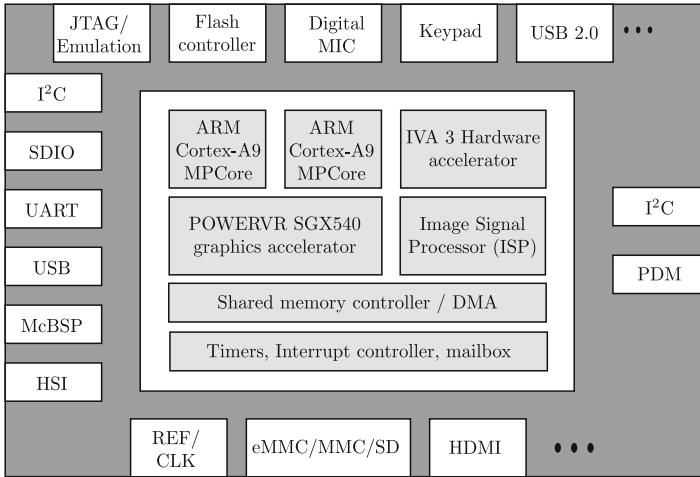 JTAG/
Emulation
Flash
controller
Digital
MIC
Keypad
USB 2.0
I²C
SDIO
UART
USB
McBSP
HSI
ARM
Cortex-A9
MPCore
ARM
Cortex-A9
MPCore
IVA 3 Hardware
accelerator
POWERVR SGX540
graphics accelerator
Image Signal
Processor (ISP)
Shared memory controller / DMA
Timers, Interrupt controller, mailbox
I²C
PDM
REF/
CLK
eMMC/MMC/SD
HDMI